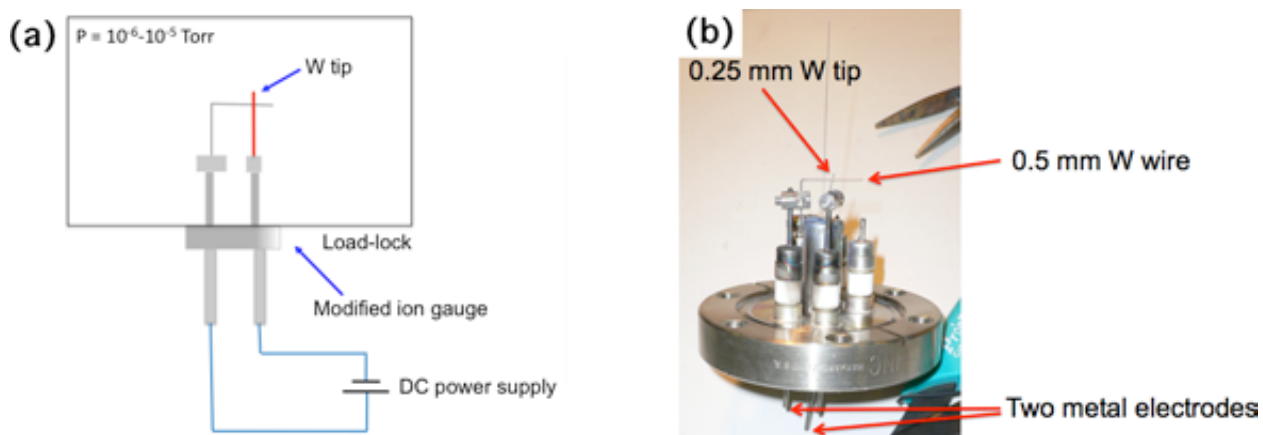 (a)
P = 10⁻⁶-10⁻⁵ Torr
W tip
Load-lock
Modified ion gauge
DC power supply
(b)
0.25 mm W tip
0.5 mm W wire
Two metal electrodes